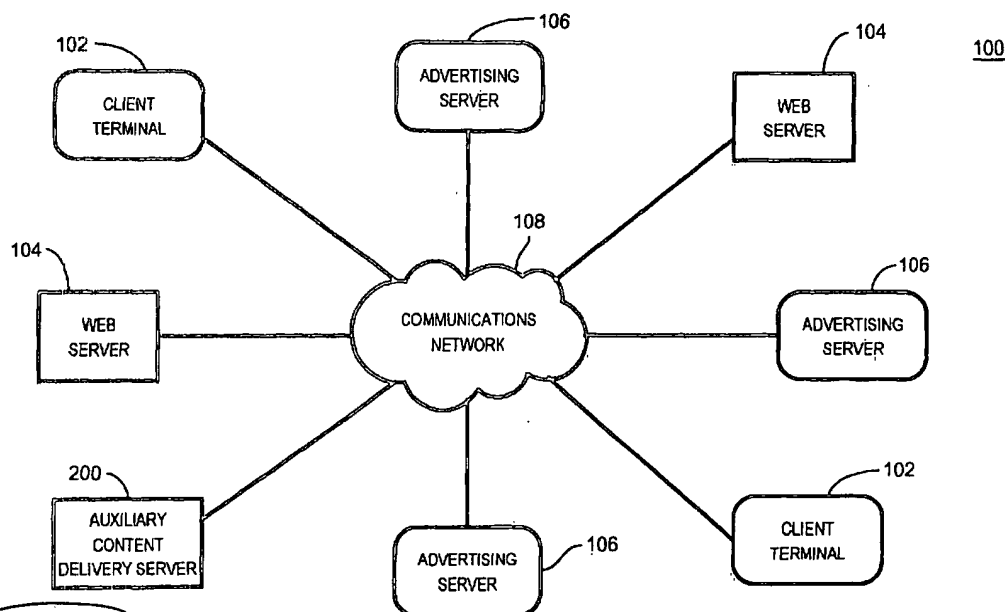 106
102
104
100
ADVERTISING
SERVER
CLIENT
TERMINAL
WEB
SERVER
108
104
106
COMMUNICATIONS
NETWORK
WEB
SERVER
ADVERTISING
SERVER
200
102
AUXILIARY
CONTENT
DELIVERY SERVER
106
ADVERTISING
SERVER
CLIENT
TERMINAL